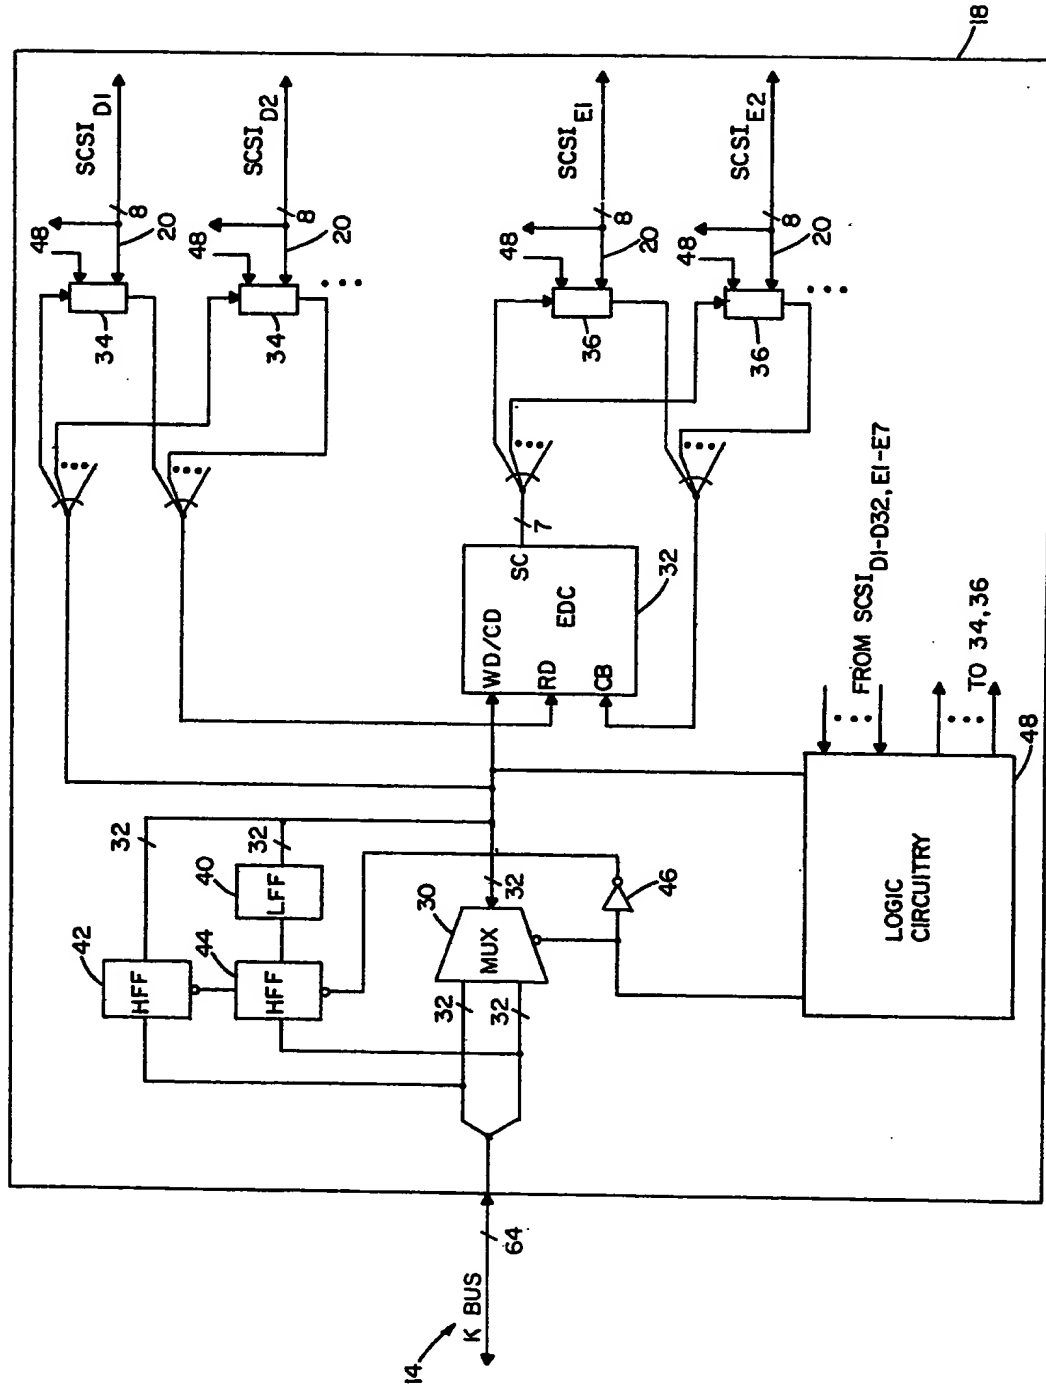 18
48
SCSI D1
8
20
34
42
HFF
32
48
SCSI D2
8
20
34
44
HFF
40
LFF
32
14
K BUS
64
32
32
30
MUX
32
46
WD/CD
RD
CB
SC
EDC
32
7
48
SCSI E1
8
20
36
48
SCSI E2
8
20
36
LOGIC
CIRCUITRY
48
FROM SCSI D1-D32, E1-E7
TO 34, 36